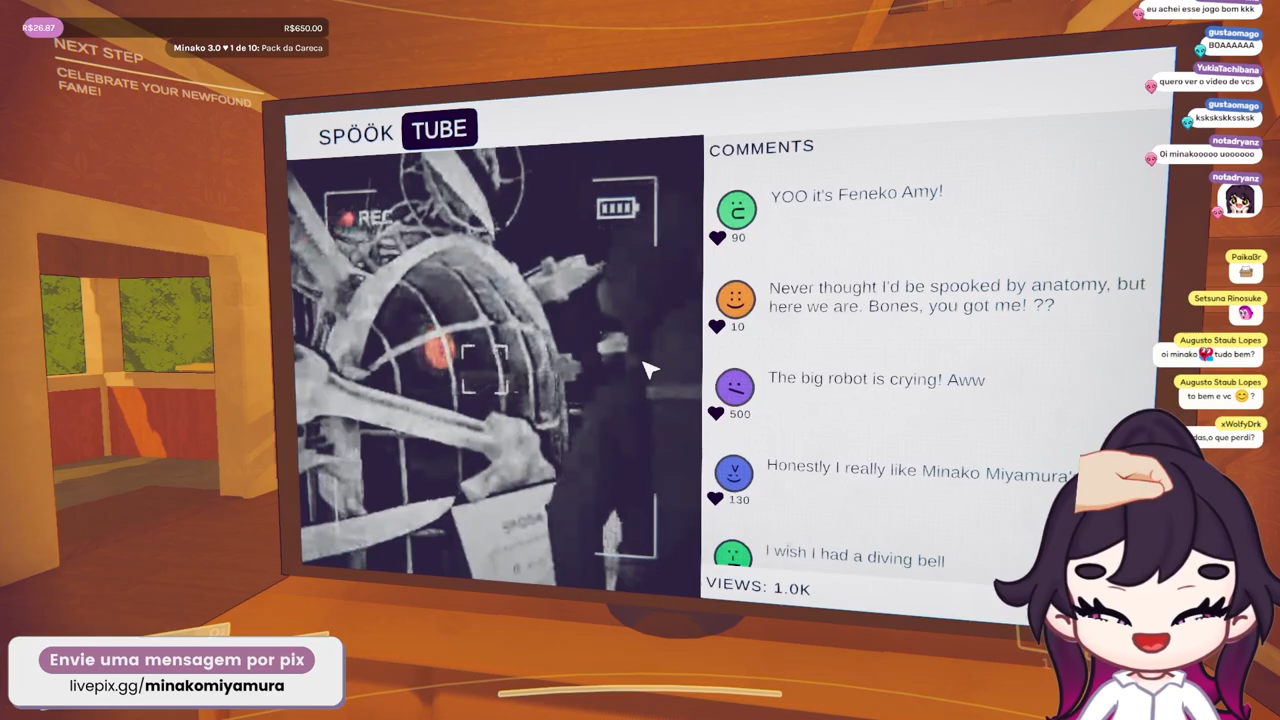 R$26.87
R$650.00
Minako 3.0 ♥ 1 de 10: Pack da Careca
NEXT STEP
CELEBRATE YOUR NEWFOUND
FAME!
SPÖÖK TUBE
REC
COMMENTS
YOO it's Feneko Amy!
90
Never thought I'd be spooked by anatomy, but
here we are. Bones, you got me! ??
10
The big robot is crying! Aww
500
Honestly I really like Minako Miyamura'
130
I wish I had a diving bell
VIEWS: 1.0K
eu achei esse jogo bom kkk
gustaomago
BOAAAAAA
YukiaTachibana
quero ver o video de vcs
gustaomago
kskskskkssksk
notadryanz
Oi minakooooo uoooooo
notadryanz
PaikaBr
Setsuna Rinosuke
Augusto Staub Lopes
oi minako 💖 tudo bem?
Augusto Staub Lopes
to bem e vc 😊 ?
xWolfyDrk
das,o que perdi?
Envie uma mensagem por pix
livepix.gg/minakomiyamura